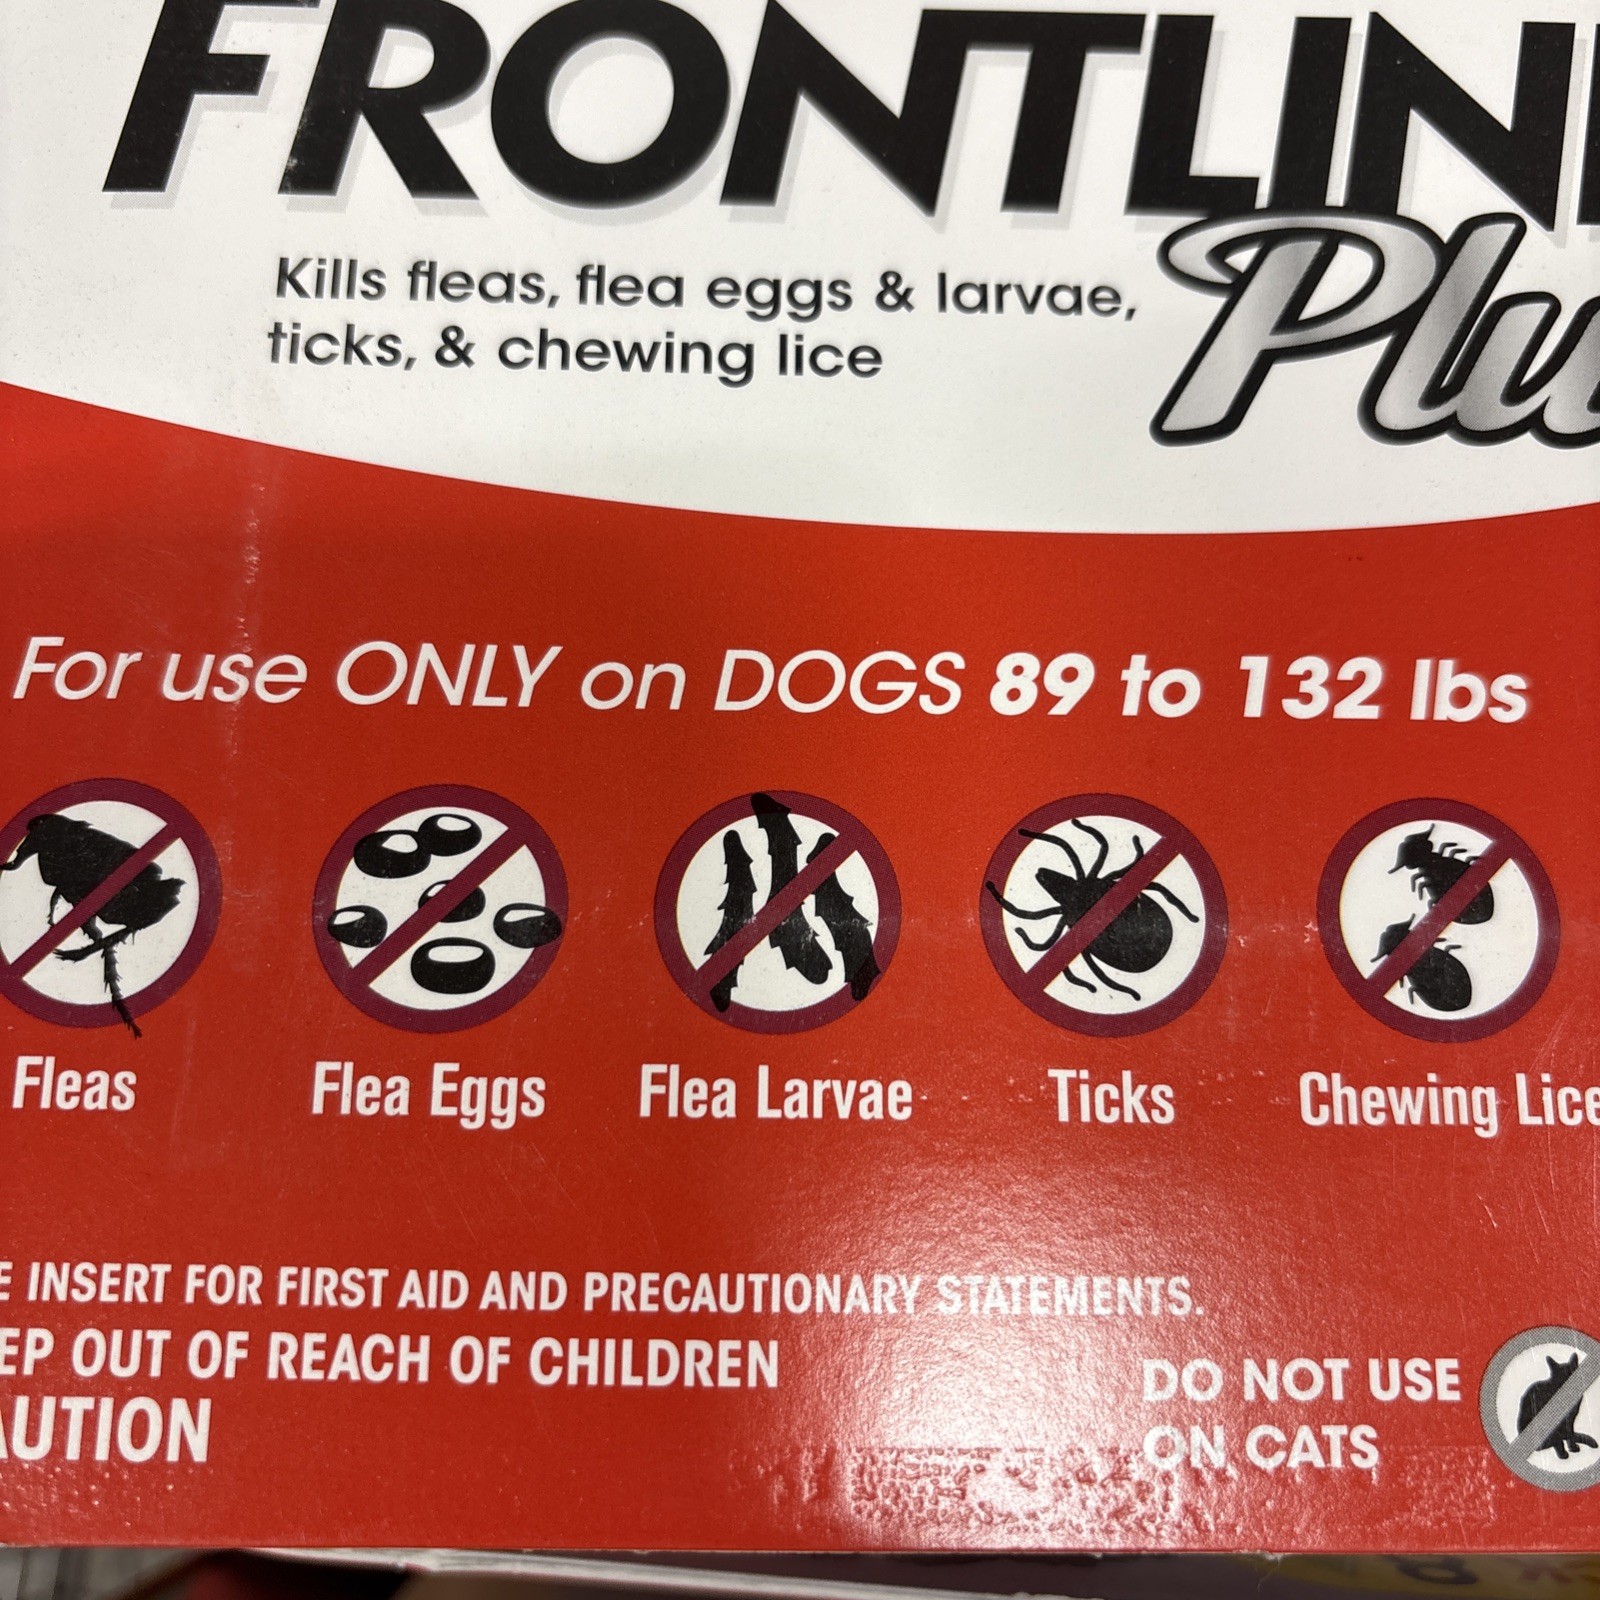 FRONTLIN
Plu
Kills fleas, flea eggs & larvae,
ticks, & chewing lice
For use ONLY on DOGS 89 to 132 lbs
Fleas
Flea Eggs
Flea Larvae
Ticks
Chewing Lice
E INSERT FOR FIRST AID AND PRECAUTIONARY STATEMENTS.
EP OUT OF REACH OF CHILDREN
AUTION
DO NOT USE
ON CATS